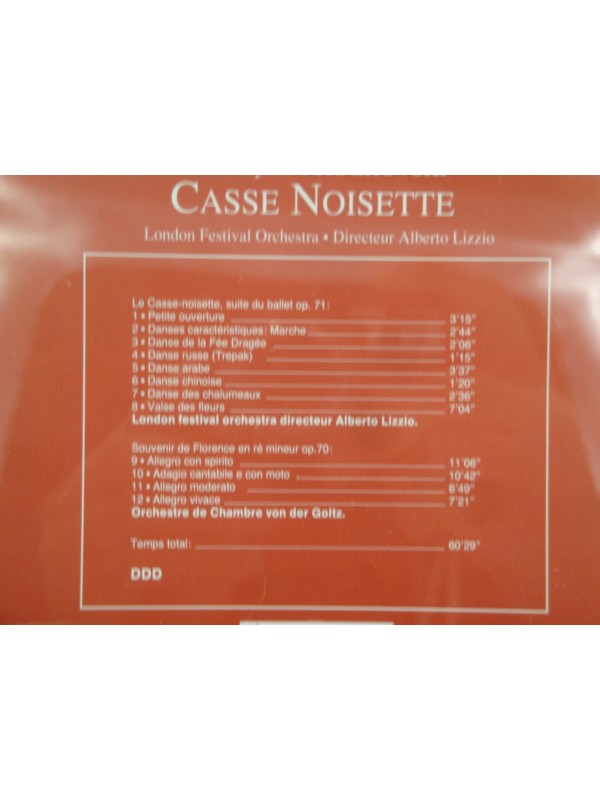 CASSE NOISETTE
London Festival Orchestra • Directeur Alberto Lizzio
Le Casse-noisette, suite du ballet op. 71:
1 • Petite ouverture 3'15"
2 • Danses caractéristiques: Marche 2'44"
3 • Danse de la Fée Dragée 2'06"
4 • Danse russe (Trepak) 1'15"
5 • Danse arabe 3'37"
6 • Danse chinoise 1'20"
7 • Danse des chalumeaux 2'36"
8 • Valse des fleurs 7'04"
London festival orchestra directeur Alberto Lizzio.
Souvenir de Florence en ré mineur op.70:
9 • Allegro con spirito 11'06"
10 • Adagio cantabile e con moto 10'42"
11 • Allegro moderato 6'49"
12 • Allegro vivace 7'21"
Orchestre de Chambre von der Goltz.
Temps total: 60'29"
DDD